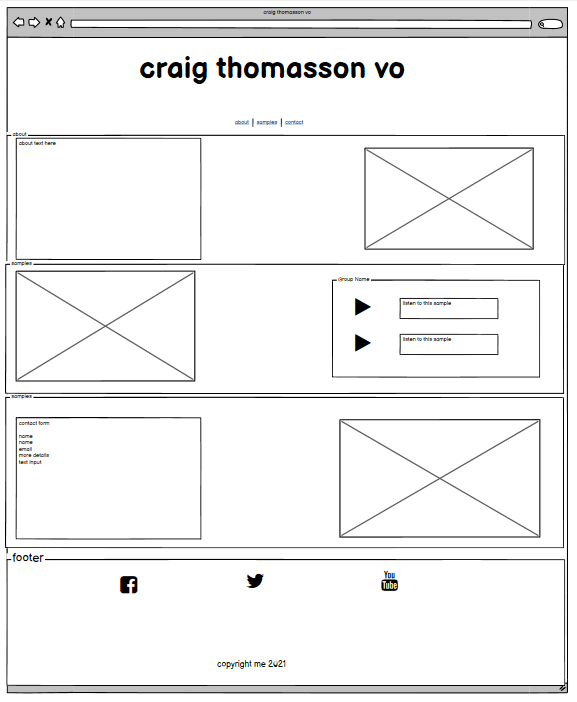 craig thomasson vo
craig thomasson vo
about | samples | contact
about
about text here
samples
Group Name
listen to this sample
listen to this sample
samples
contact form
name
name
email
more details
text input
footer
You
Tube
copyright me 2021